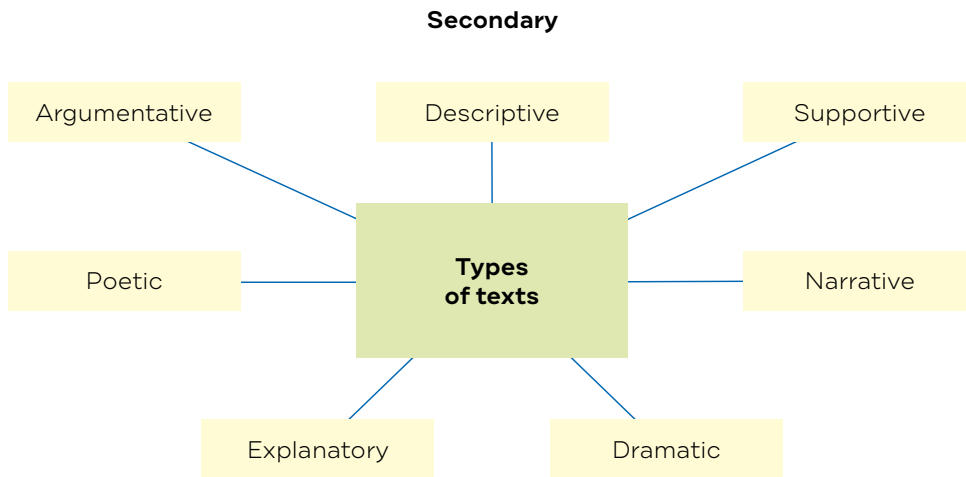 Secondary
Argumentative
Descriptive
Supportive
Types
of texts
Poetic
Narrative
Explanatory
Dramatic